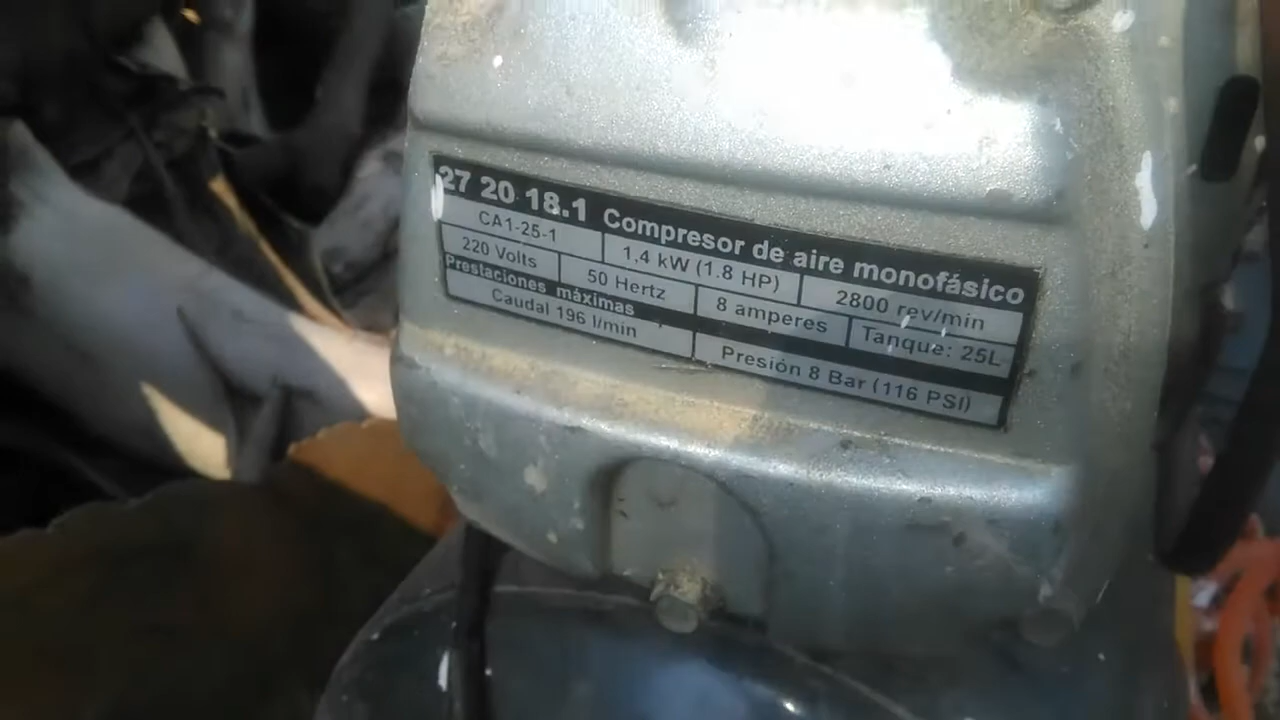 27 20 18.1 Compresor de aire monofásico
CA1-25-1 1,4 kW (1.8 HP) 2800 rev/min
220 Volts 50 Hertz 8 amperes Tanque: 25L
Prestaciones máximas
Caudal 196 l/min Presión 8 Bar (116 PSI)